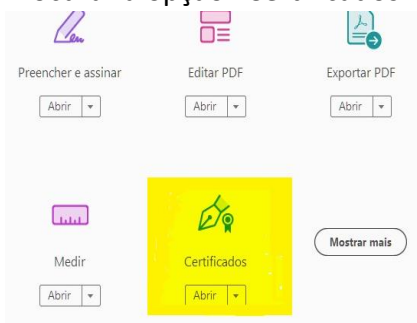 Preencher e assinar
Editar PDF
Exportar PDF
Abrir
Abrir
Abrir
Medir
Certificados
Mostrar mais
Abrir
Abrir